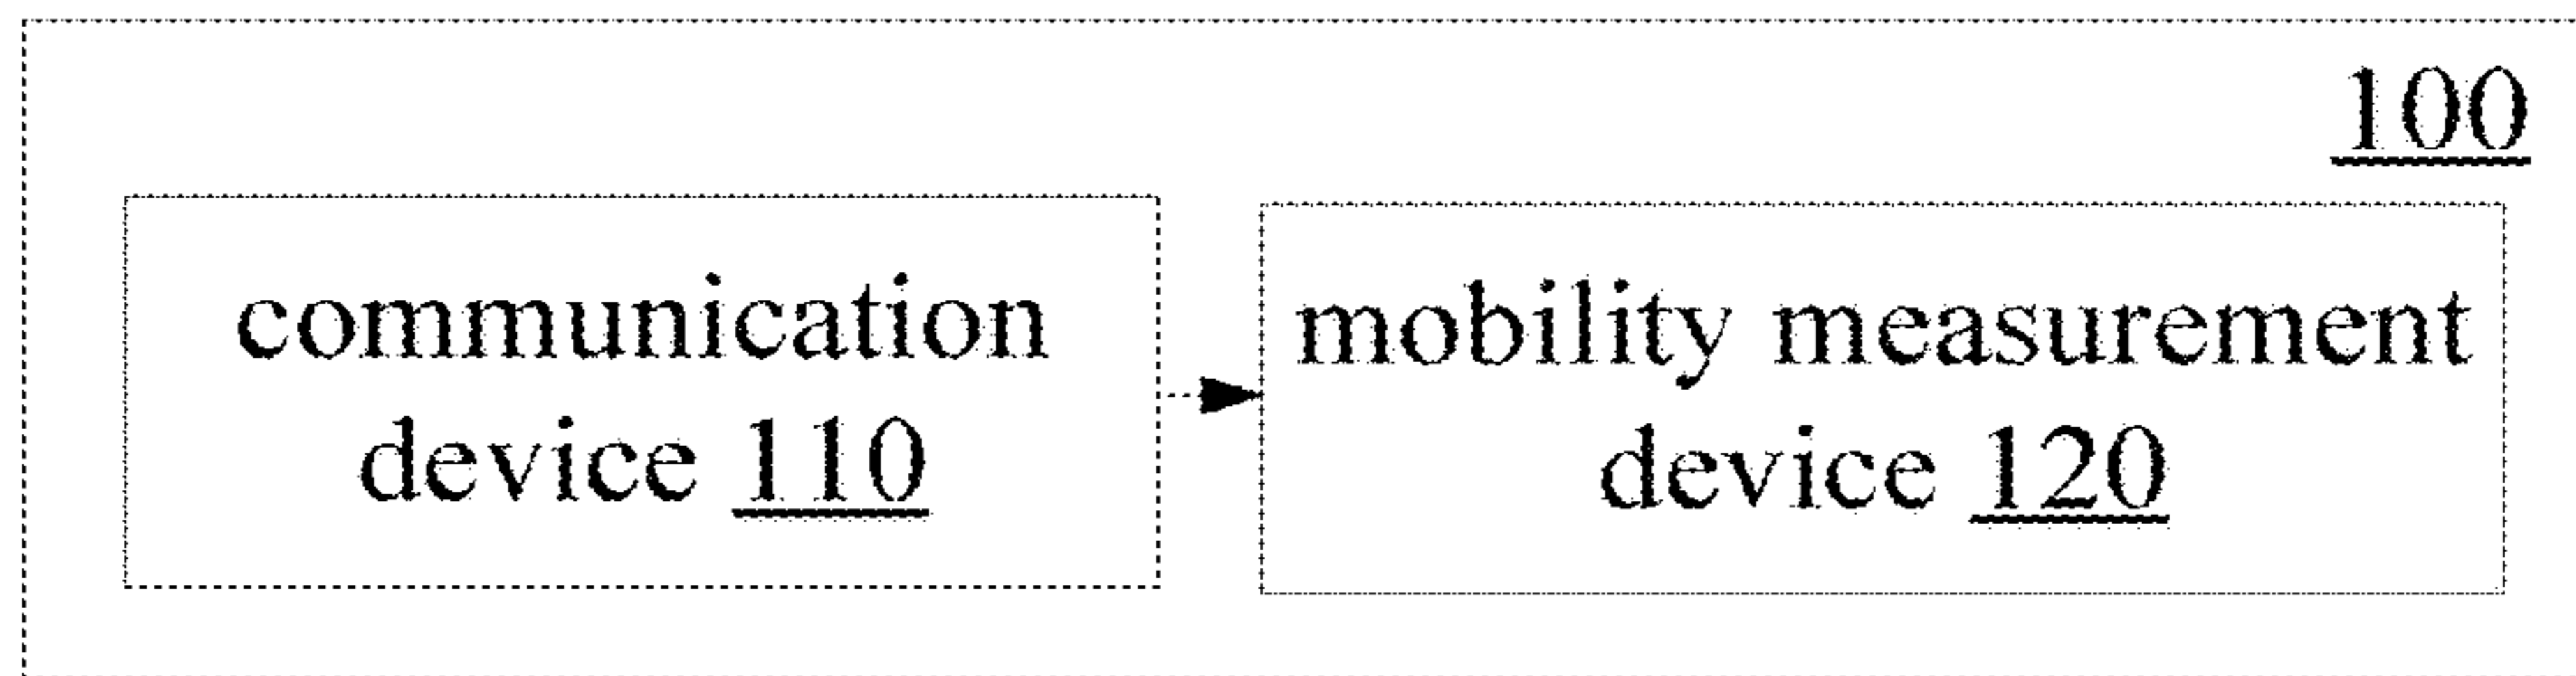 100
communication
device 110
mobility measurement
device 120